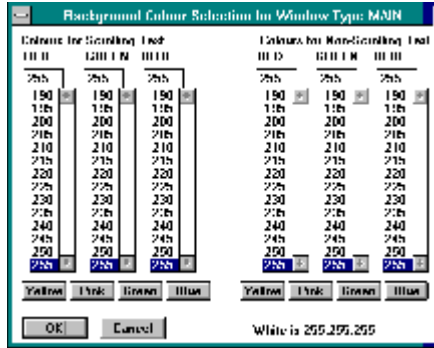 Background Colour Selection for Window Type MAIN
Colours for Scrolling Text Colours for Non-Scrolling Text
RED GREEN BLUE RED GREEN BLUE
255 255 255 255 255 255
190 190 190 190 190 190
195 195 195 195 195 195
200 200 200 200 200 200
205 205 205 205 205 205
210 210 210 210 210 210
215 215 215 215 215 215
220 220 220 220 220 220
225 225 225 225 225 225
230 230 230 230 230 230
235 235 235 235 235 235
240 240 240 240 240 240
245 245 245 245 245 245
250 250 250 250 250 250
255 255 255 255 255 255
Yellow Pink Green Blue Yellow Pink Green Blue
OK Cancel White is 255.255.255